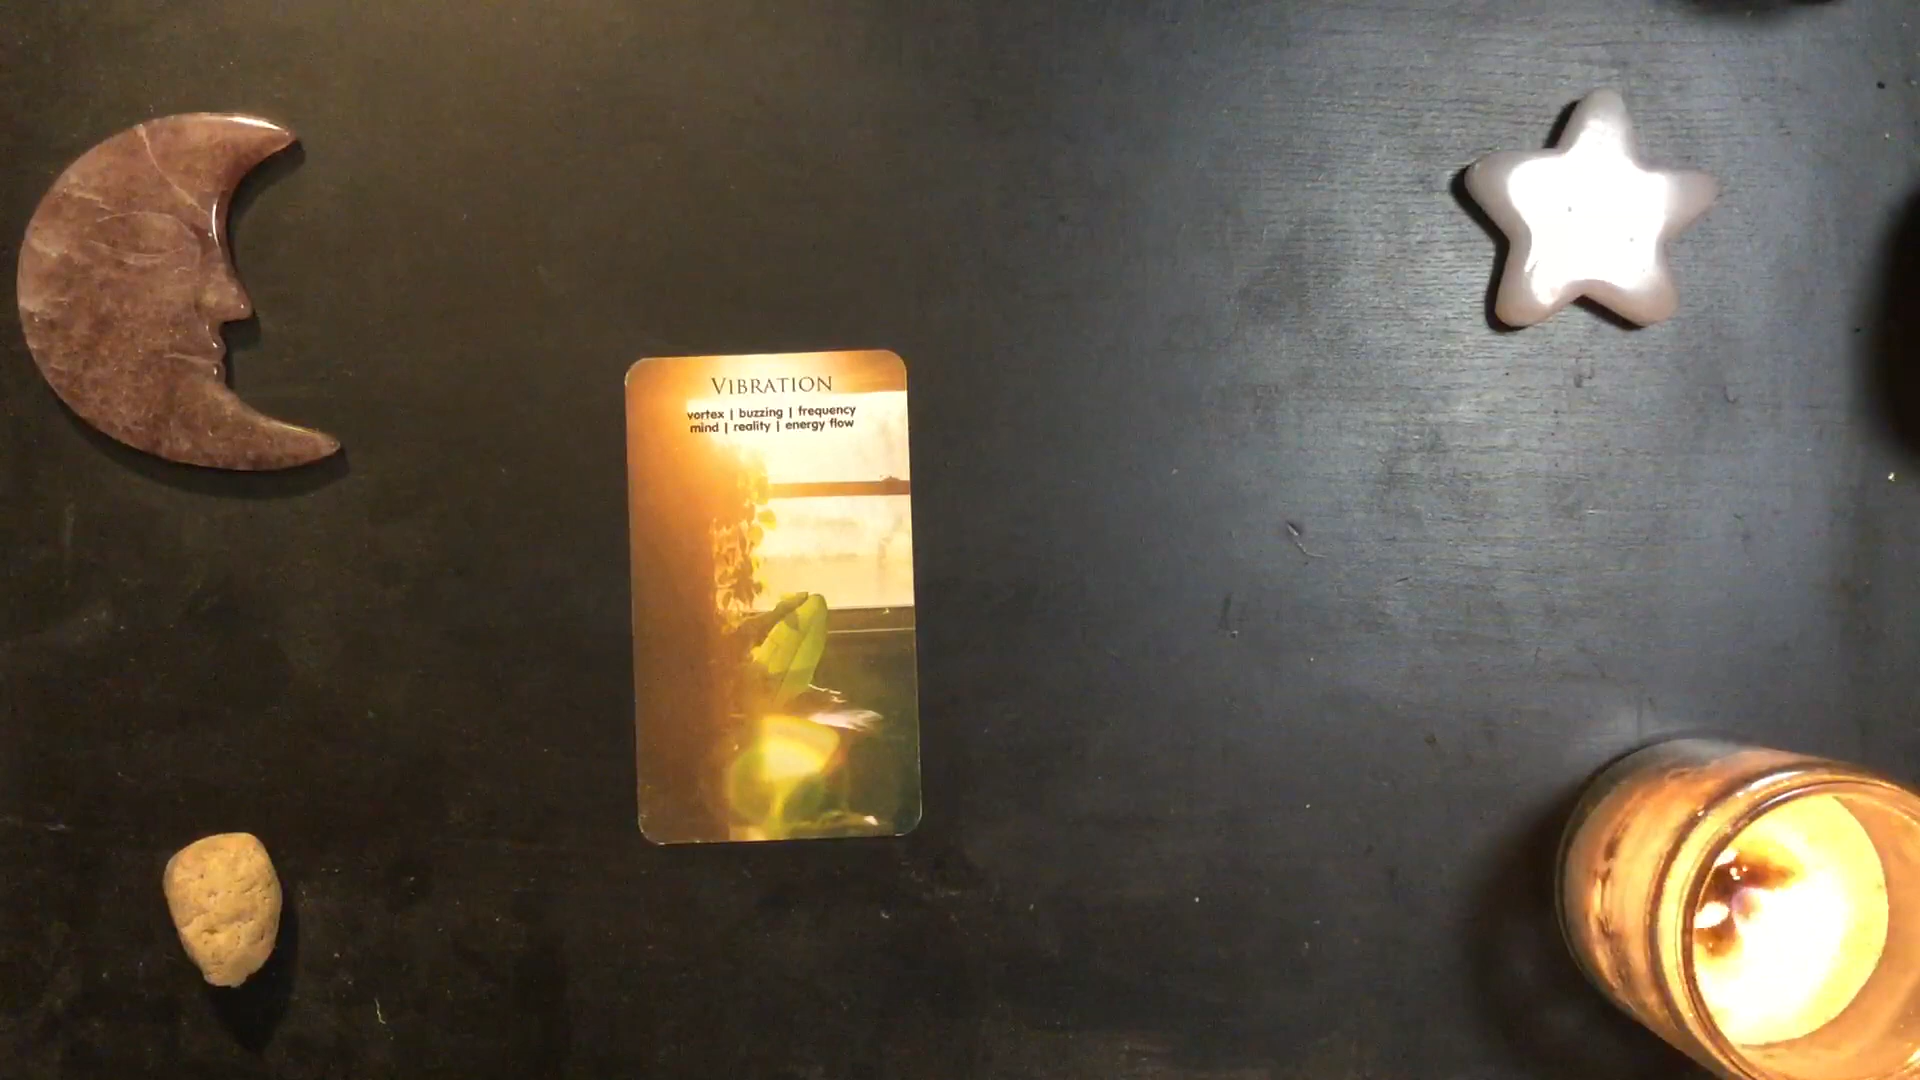 VIBRATION
vortex | buzzing | frequency
mind | reality | energy flow